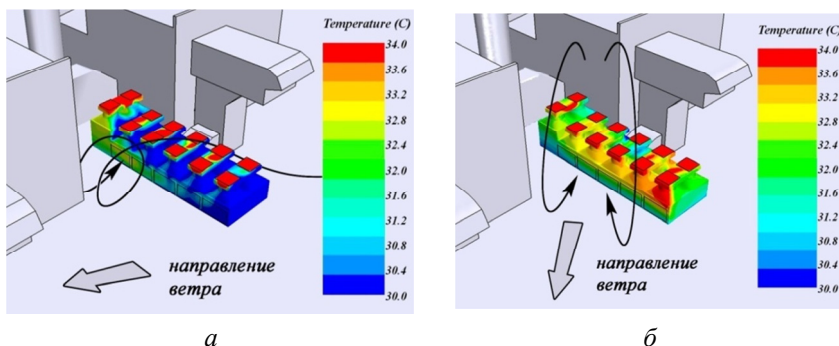 Temperature (C)
34.0
33.6
33.2
32.8
32.4
32.0
31.6
31.2
30.8
30.4
30.0
направление
ветра
а
Temperature (C)
34.0
33.6
33.2
32.8
32.4
32.0
31.6
31.2
30.8
30.4
30.0
направление
ветра
б